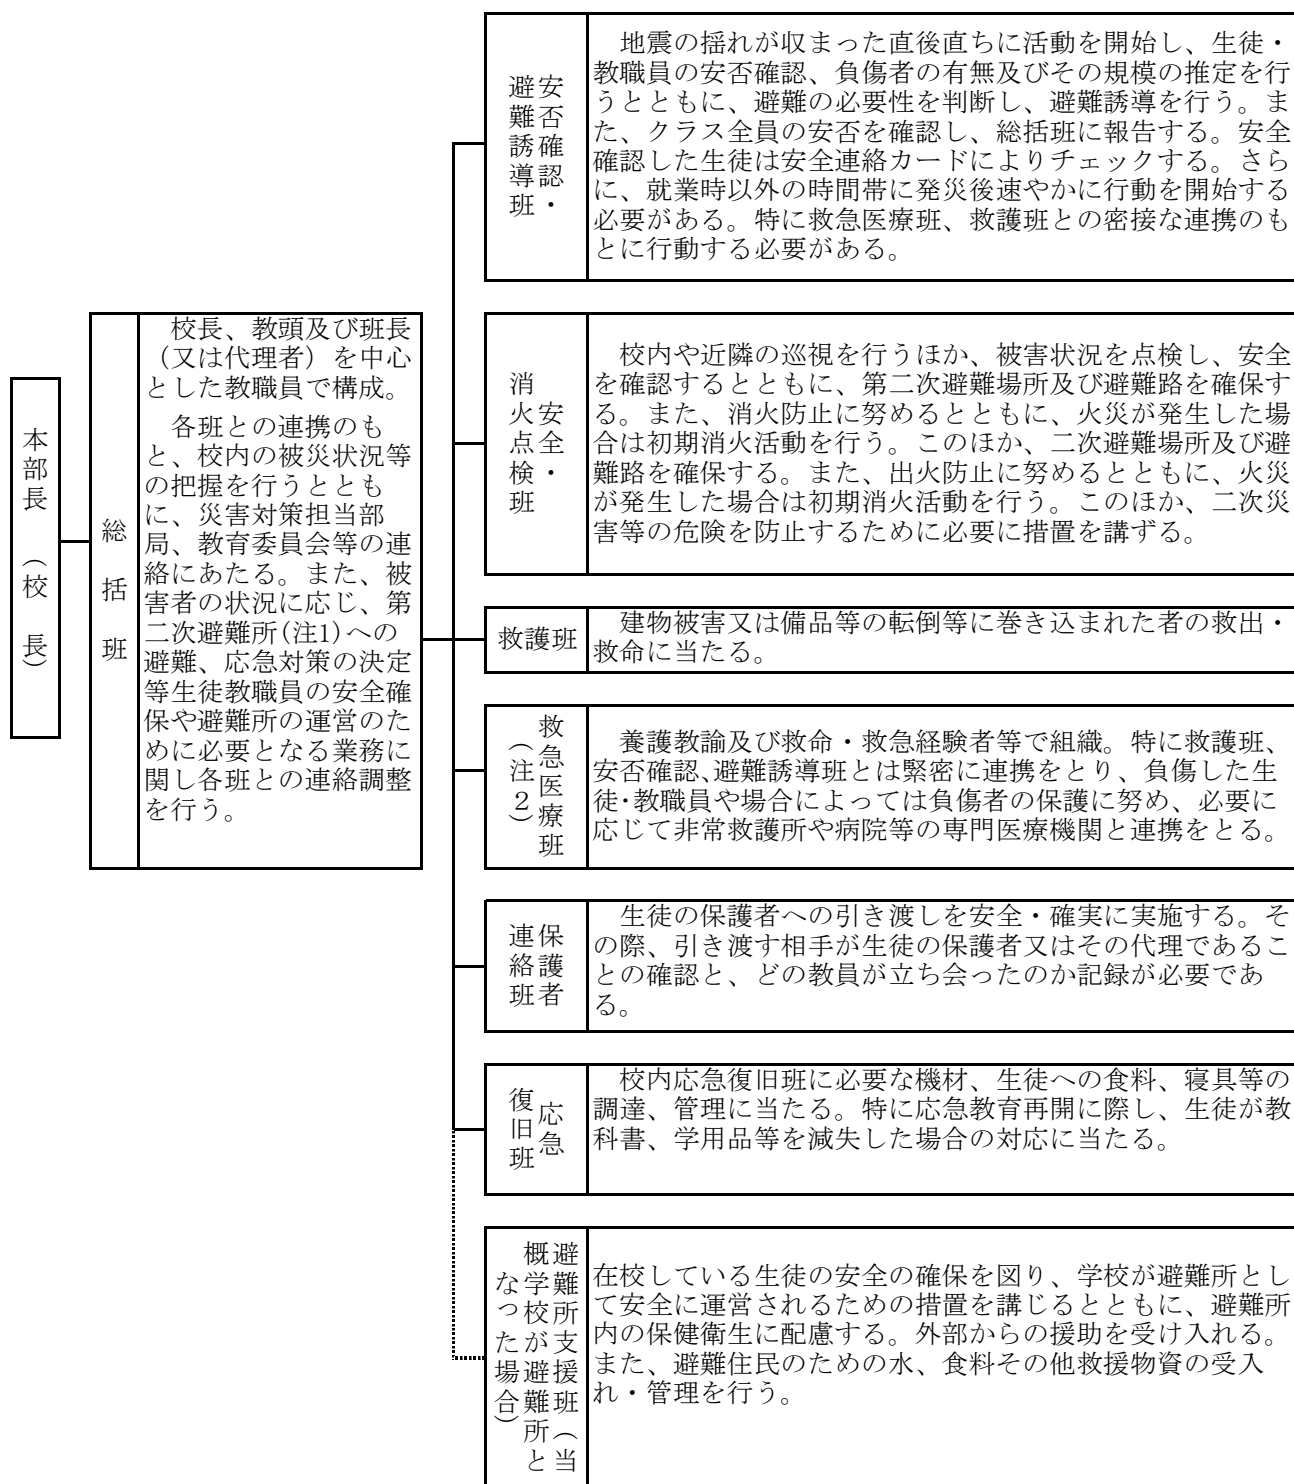 本部長　（校　長）
総　括　班
　校長、教頭及び班長
（又は代理者）を中心
とした教職員で構成。
　各班との連携のも
と、校内の被災状況等
の把握を行うととも
に、災害対策担当部
局、教育委員会等の連
絡にあたる。また、被
害者の状況に応じ、第
二次避難所(注1)への
避難、応急対策の決定
等生徒教職員の安全確
保や避難所の運営のた
めに必要となる業務に
関し各班との連絡調整
を行う。
安否確認・
避難誘導班
　地震の揺れが収まった直後直ちに活動を開始し、生徒・
教職員の安否確認、負傷者の有無及びその規模の推定を行
うとともに、避難の必要性を判断し、避難誘導を行う。ま
た、クラス全員の安否を確認し、総括班に報告する。安全
確認した生徒は安全連絡カードによりチェックする。さら
に、就業時以外の時間帯に発災後速やかに行動を開始する
必要がある。特に救急医療班、救護班との密接な連携のも
とに行動する必要がある。
安全・
消火点検班
　校内や近隣の巡視を行うほか、被害状況を点検し、安全
を確認するとともに、第二次避難場所及び避難路を確保す
る。また、消火防止に努めるとともに、火災が発生した場
合は初期消火活動を行う。このほか、二次避難場所及び避
難路を確保する。また、出火防止に努めるとともに、火災
が発生した場合は初期消火活動を行う。このほか、二次災
害等の危険を防止するために必要に措置を講ずる。
救護班
　建物被害又は備品等の転倒等に巻き込まれた者の救出・
救命に当たる。
救急医療班
（注２）
　養護教諭及び救命・救急経験者等で組織。特に救護班、
安否確認、避難誘導班とは緊密に連携をとり、負傷した生
徒・教職員や場合によっては負傷者の保護に努め、必要に
応じて非常救護所や病院等の専門医療機関と連携をとる。
保護者
連絡班
　生徒の保護者への引き渡しを安全・確実に実施する。そ
の際、引き渡す相手が生徒の保護者又はその代理であるこ
との確認と、どの教員が立ち会ったのか記録が必要であ
る。
応急
復旧班
　校内応急復旧班に必要な機材、生徒への食料、寝具等の
調達、管理に当たる。特に応急教育再開に際し、生徒が教
科書、学用品等を減失した場合の対応に当たる。
避難所支援班（当
概学校が避難所と
なった場合）
在校している生徒の安全の確保を図り、学校が避難所とし
て安全に運営されるための措置を講じるとともに、避難所
内の保健衛生に配慮する。外部からの援助を受け入れる。
また、避難住民のための水、食料その他救援物資の受入
れ・管理を行う。